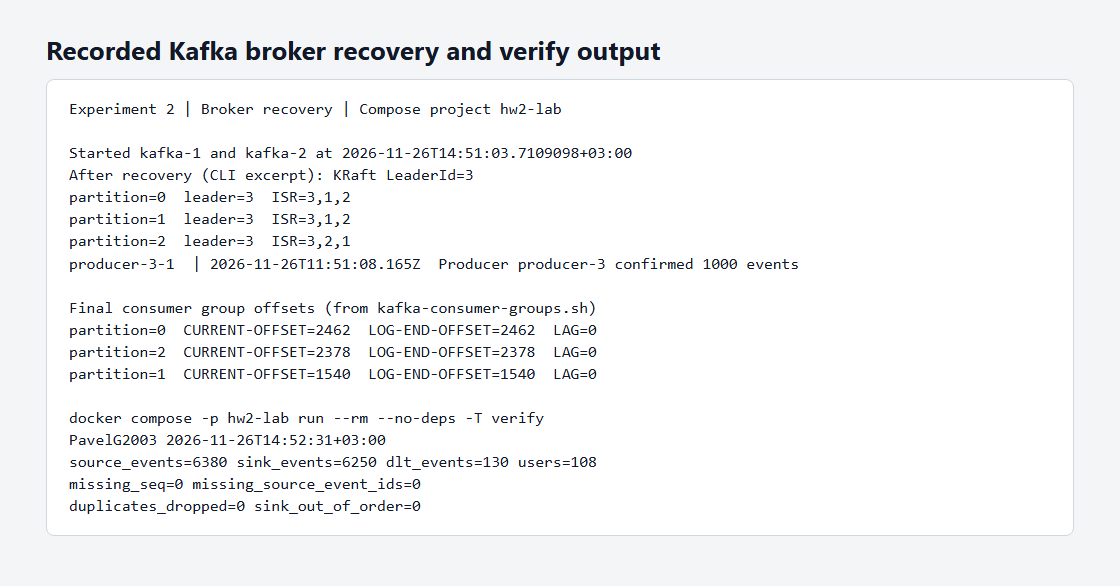 Recorded Kafka broker recovery and verify output
Experiment 2 | Broker recovery | Compose project hw2-lab
Started kafka-1 and kafka-2 at 2026-11-26T14:51:03.7109098+03:00
After recovery (CLI excerpt): KRaft LeaderId=3
partition=0  leader=3  ISR=3,1,2
partition=1  leader=3  ISR=3,1,2
partition=2  leader=3  ISR=3,2,1
producer-3-1  | 2026-11-26T11:51:08.165Z  Producer producer-3 confirmed 1000 events
Final consumer group offsets (from kafka-consumer-groups.sh)
partition=0  CURRENT-OFFSET=2462  LOG-END-OFFSET=2462  LAG=0
partition=2  CURRENT-OFFSET=2378  LOG-END-OFFSET=2378  LAG=0
partition=1  CURRENT-OFFSET=1540  LOG-END-OFFSET=1540  LAG=0
docker compose -p hw2-lab run --rm --no-deps -T verify
PavelG2003 2026-11-26T14:52:31+03:00
source_events=6380 sink_events=6250 dlt_events=130 users=108
missing_seq=0 missing_source_event_ids=0
duplicates_dropped=0 sink_out_of_order=0